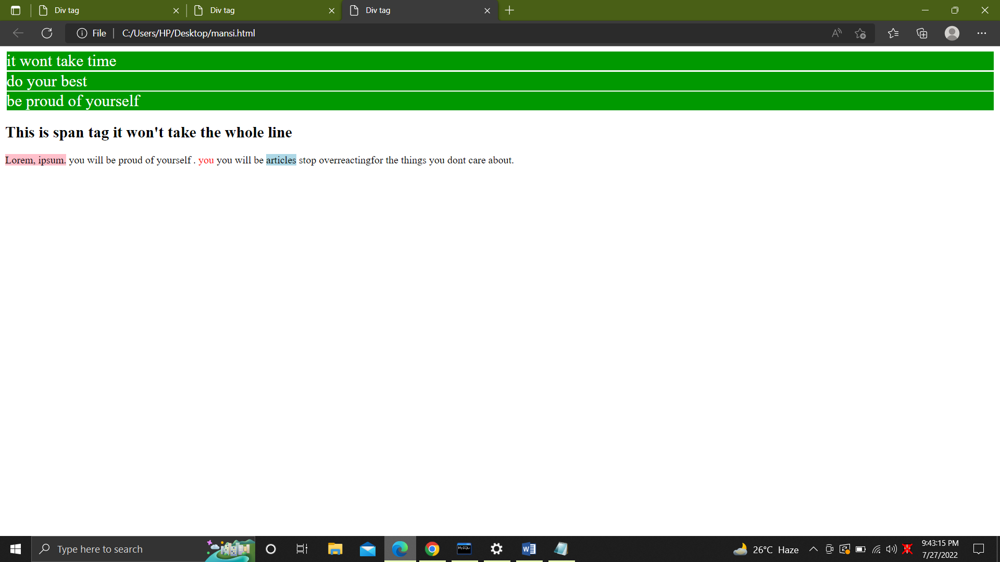 Div tag
Div tag
Div tag
File
C:/Users/HP/Desktop/mansi.html
it wont take time
do your best
be proud of yourself
This is span tag it won't take the whole line
Lorem, ipsum. you will be proud of yourself . you you will be articles stop overreactingfor the things you dont care about.
Type here to search
MySQL
26°C Haze
9:43:15 PM
7/27/2022